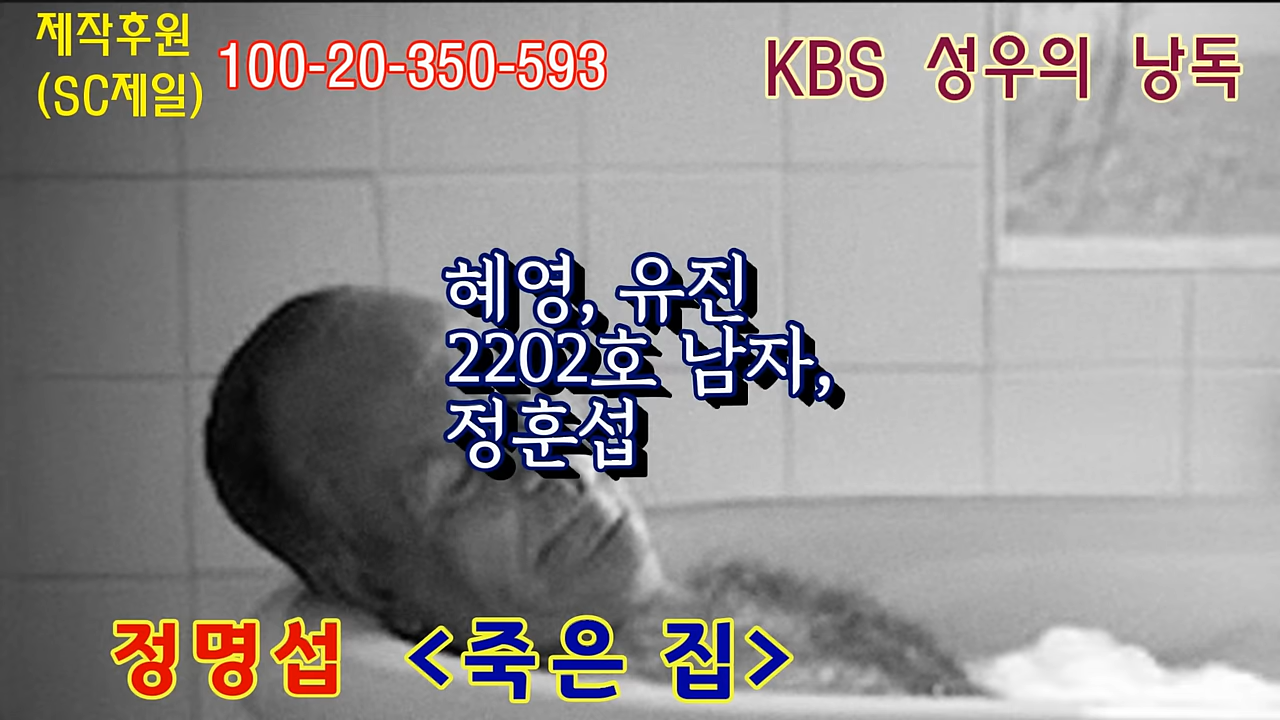 제작후원
(SC제일)
100-20-350-593
KBS 성우의 낭독
혜영, 유진
2202호 남자,
정훈섭
정명섭 <죽은 집>